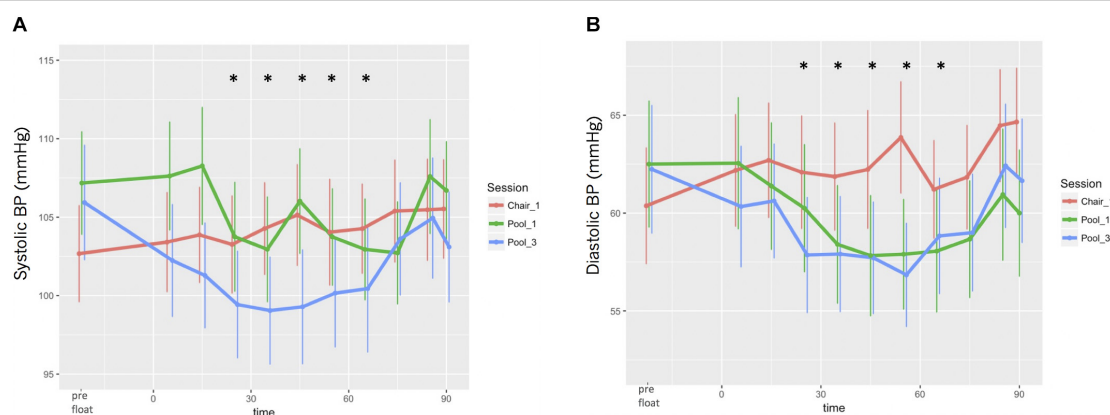 A
Systolic BP (mmHg)
115
110
105
100
95
* * * * *
pre
float
0
30
60
90
time
Session
Chair_1
Pool_1
Pool_3
B
Diastolic BP (mmHg)
65
60
55
* * * * *
pre
float
0
30
60
90
time
Session
Chair_
Pool_1
Pool_3